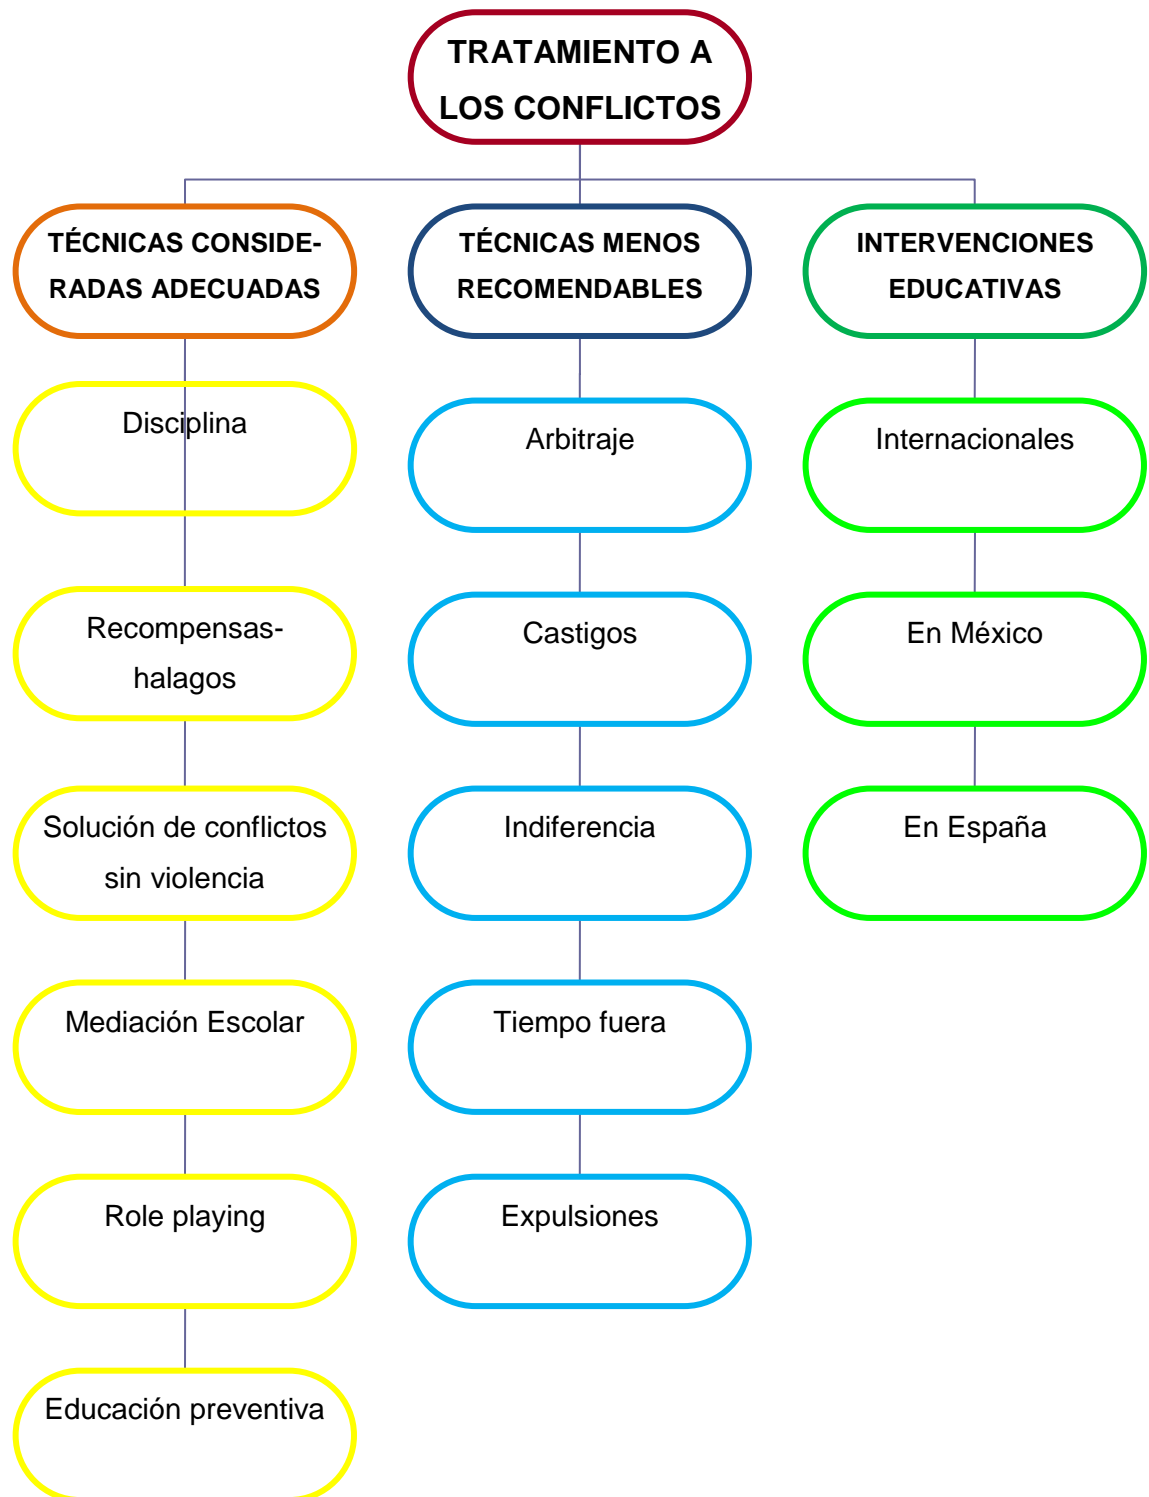 TRATAMIENTO A
LOS CONFLICTOS
TÉCNICAS CONSIDE-
RADAS ADECUADAS
TÉCNICAS MENOS
RECOMENDABLES
INTERVENCIONES
EDUCATIVAS
Disciplina
Recompensas-
halagos
Solución de conflictos
sin violencia
Mediación Escolar
Role playing
Educación preventiva
Arbitraje
Castigos
Indiferencia
Tiempo fuera
Expulsiones
Internacionales
En México
En España